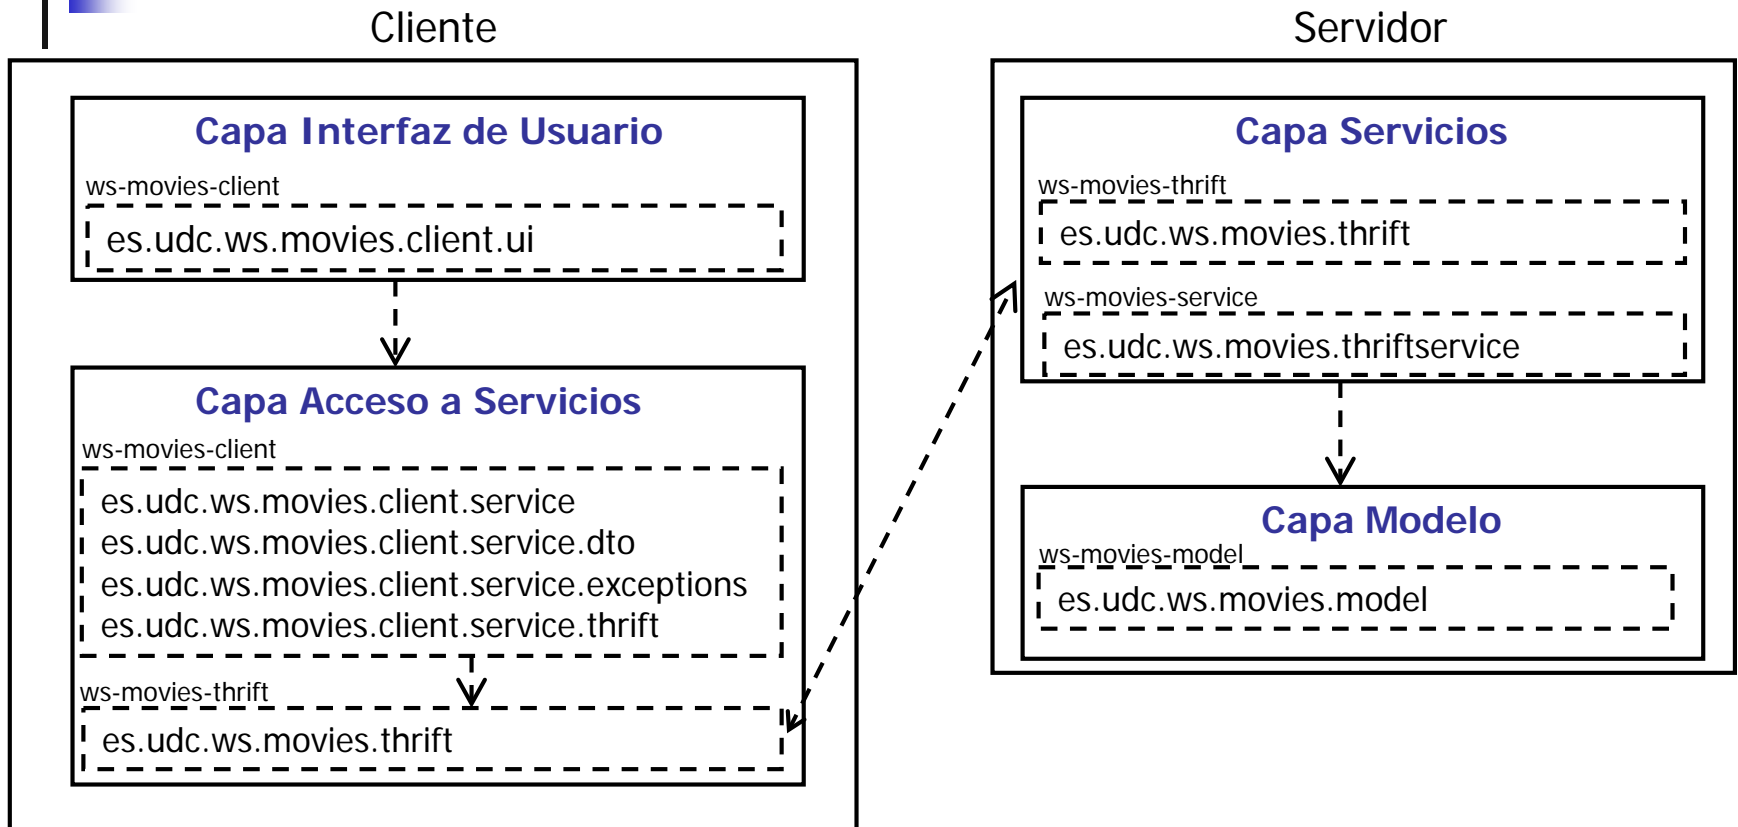 Cliente
Capa Interfaz de Usuario
ws-movies-client
es.udc.ws.movies.client.ui
Capa Acceso a Servicios
ws-movies-client
es.udc.ws.movies.client.service
es.udc.ws.movies.client.service.dto
es.udc.ws.movies.client.service.exceptions
es.udc.ws.movies.client.service.thrift
ws-movies-thrift
es.udc.ws.movies.thrift
Servidor
Capa Servicios
ws-movies-thrift
es.udc.ws.movies.thrift
ws-movies-service
es.udc.ws.movies.thriftservice
Capa Modelo
ws-movies-model
es.udc.ws.movies.model